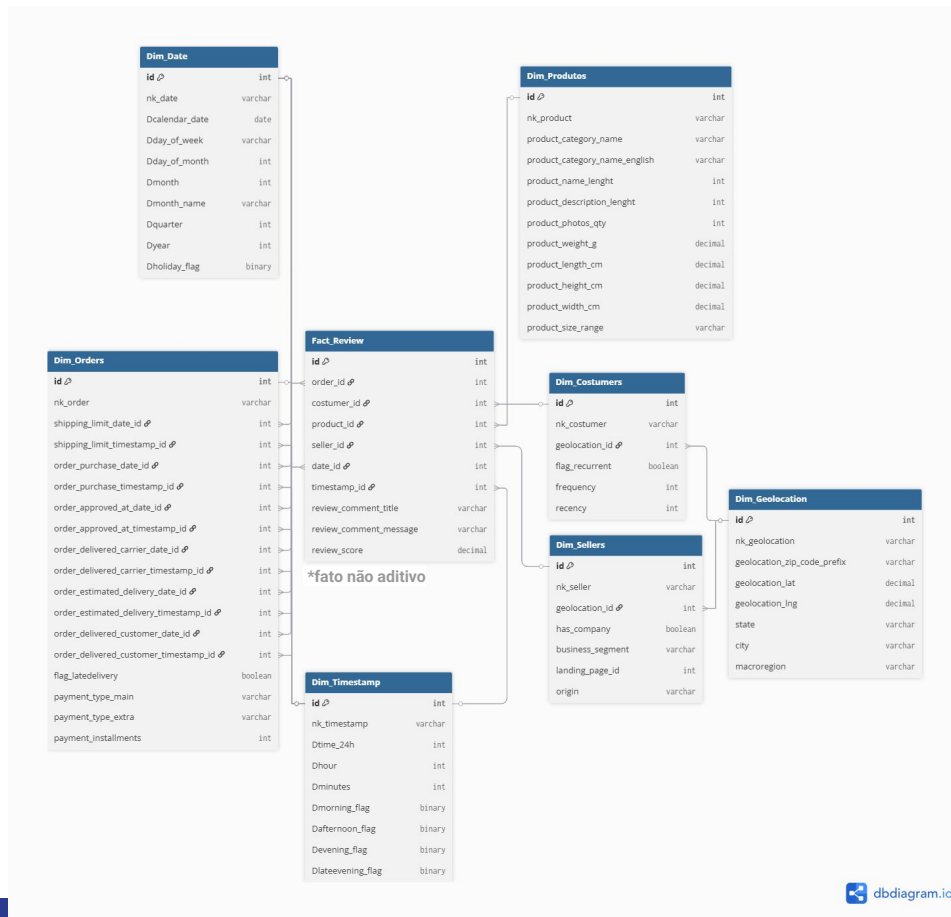 Dim_Date
id int
nk_date varchar
Dcalendar_date date
Dday_of_week varchar
Dday_of_month int
Dmonth int
Dmonth_name varchar
Dquarter int
Dyear int
Dholiday_flag binary
Dim_Produtos
id int
nk_product varchar
product_category_name varchar
product_category_name_english varchar
product_name_lenght int
product_description_lenght int
product_photos_qty int
product_weight_g decimal
product_length_cm decimal
product_height_cm decimal
product_width_cm decimal
product_size_range varchar
Dim_Orders
id int
nk_order varchar
shipping_limit_date_id int
shipping_limit_timestamp_id int
order_purchase_date_id int
order_purchase_timestamp_id int
order_approved_at_date_id int
order_approved_at_timestamp_id int
order_delivered_carrier_date_id int
order_delivered_carrier_timestamp_id int
order_estimated_delivery_date_id int
order_estimated_delivery_timestamp_id int
order_delivered_customer_date_id int
order_delivered_customer_timestamp_id int
flag_latedelivery boolean
payment_type_main varchar
payment_type_extra varchar
payment_installments int
Fact_Review
id int
order_id int
costumer_id int
product_id int
seller_id int
date_id int
timestamp_id int
review_comment_title varchar
review_comment_message varchar
review_score decimal
*fato não aditivo
Dim_Costumers
id int
nk_costumer varchar
geolocation_id int
flag_recurrent boolean
frequency int
recency int
Dim_Sellers
id int
nk_seller varchar
geolocation_id int
has_company boolean
business_segment varchar
landing_page_id int
origin varchar
Dim_Geolocation
id int
nk_geolocation varchar
geolocation_zip_code_prefix varchar
geolocation_lat decimal
geolocation_lng decimal
state varchar
city varchar
macroregion varchar
Dim_Timestamp
id int
nk_timestamp varchar
Dtime_24h int
Dhour int
Dminutes int
Dmorning_flag binary
Dafternoon_flag binary
Devening_flag binary
Dlateevening_flag binary
dbdiagram.io